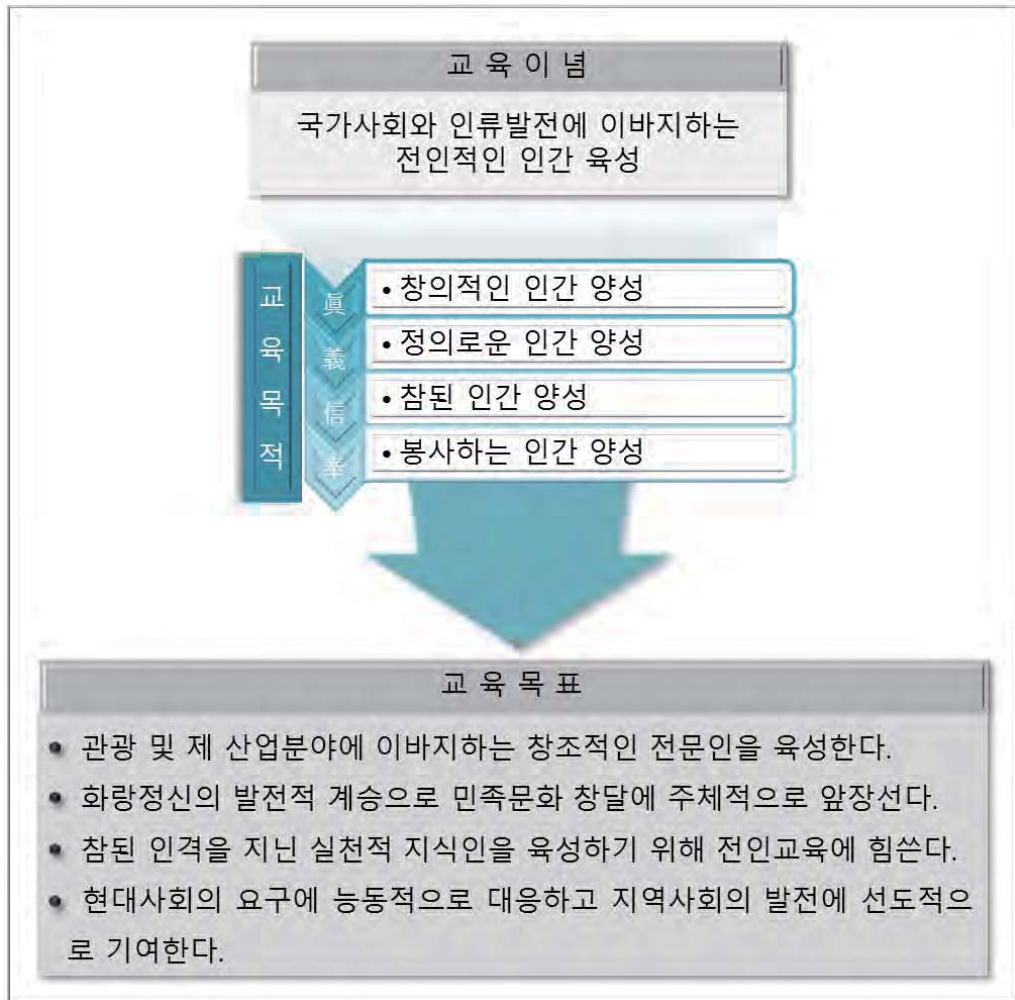 교 육 이 념
국가사회와 인류발전에 이바지하는
전인적인 인간 육성
교 육 목 적
眞
• 창의적인 인간 양성
義
• 정의로운 인간 양성
信
• 참된 인간 양성
• 봉사하는 인간 양성
교 육 목 표
• 관광 및 제 산업분야에 이바지하는 창조적인 전문인을 육성한다.
• 화랑정신의 발전적 계승으로 민족문화 창달에 주체적으로 앞장선다.
• 참된 인격을 지닌 실천적 지식인을 육성하기 위해 전인교육에 힘쓴다.
• 현대사회의 요구에 능동적으로 대응하고 지역사회의 발전에 선도적으
로 기여한다.